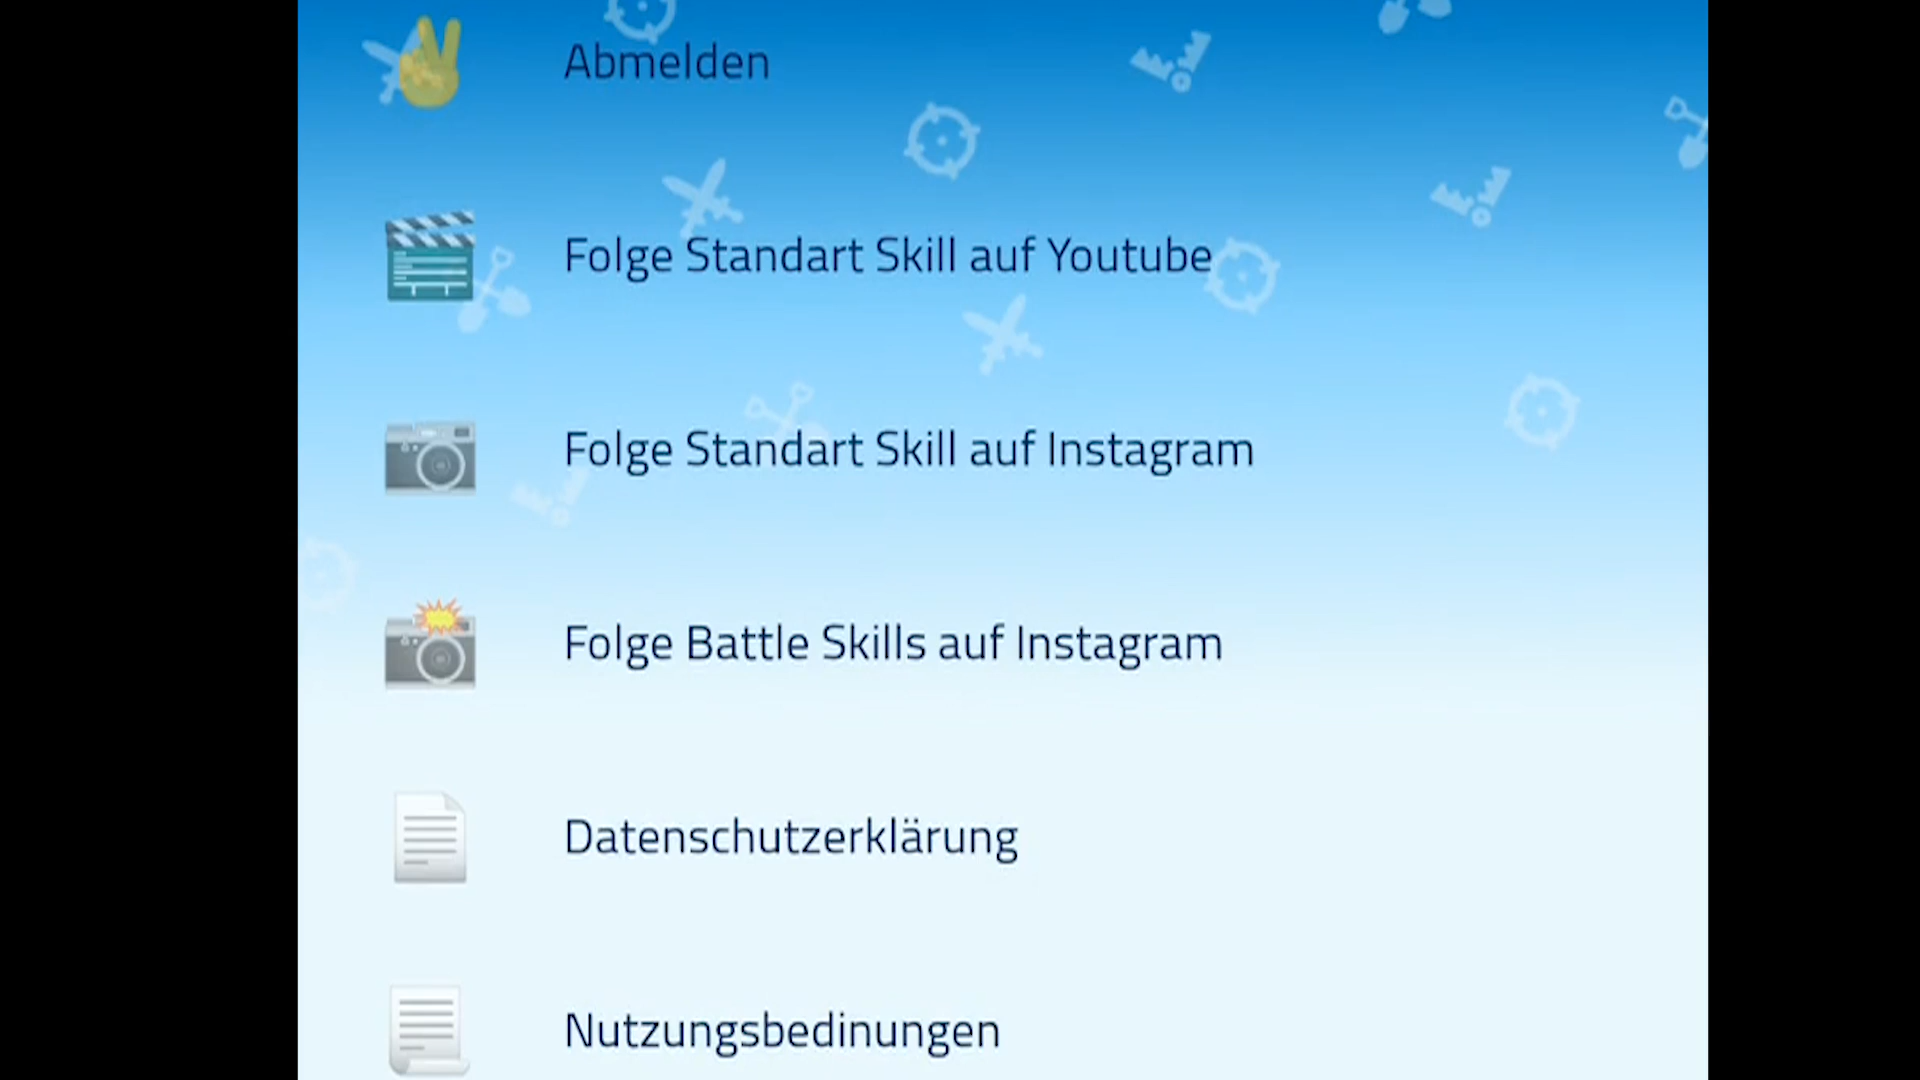 Abmelden
Folge Standart Skill auf Youtube
Folge Standart Skill auf Instagram
Folge Battle Skills auf Instagram
Datenschutzerklärung
Nutzungsbedinungen